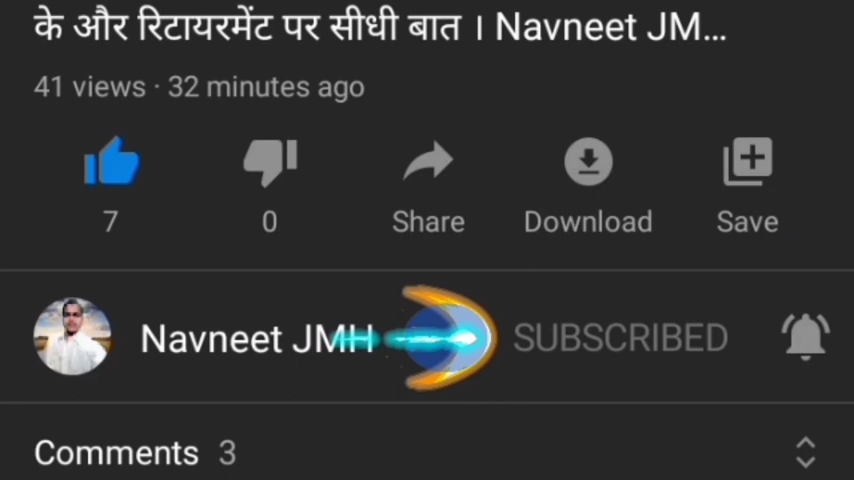 के और रिटायरमेंट पर सीधी बात । Navneet JM...
41 views · 32 minutes ago
7 0 Share Download Save
Navneet JMH SUBSCRIBED
Comments 3